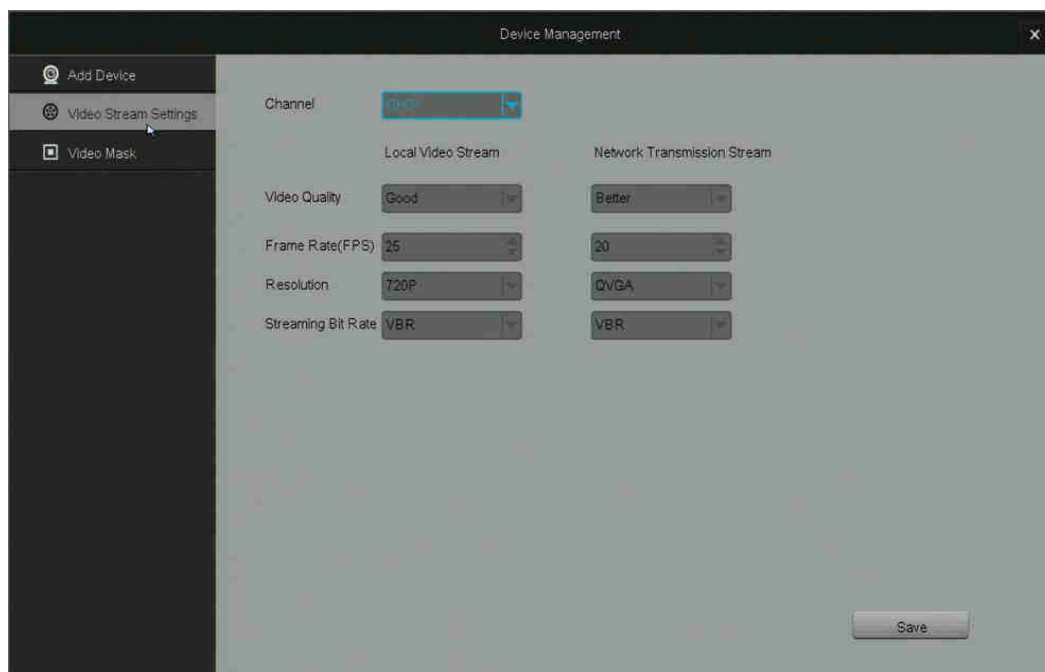 Device Management
X
Add Device
Video Stream Settings
Video Mask
Channel
Local Video Stream Network Transmission Stream
Video Quality Good Better
Frame Rate(FPS) 25 20
Resolution 720P QVGA
Streaming Bit Rate VBR VBR
Save